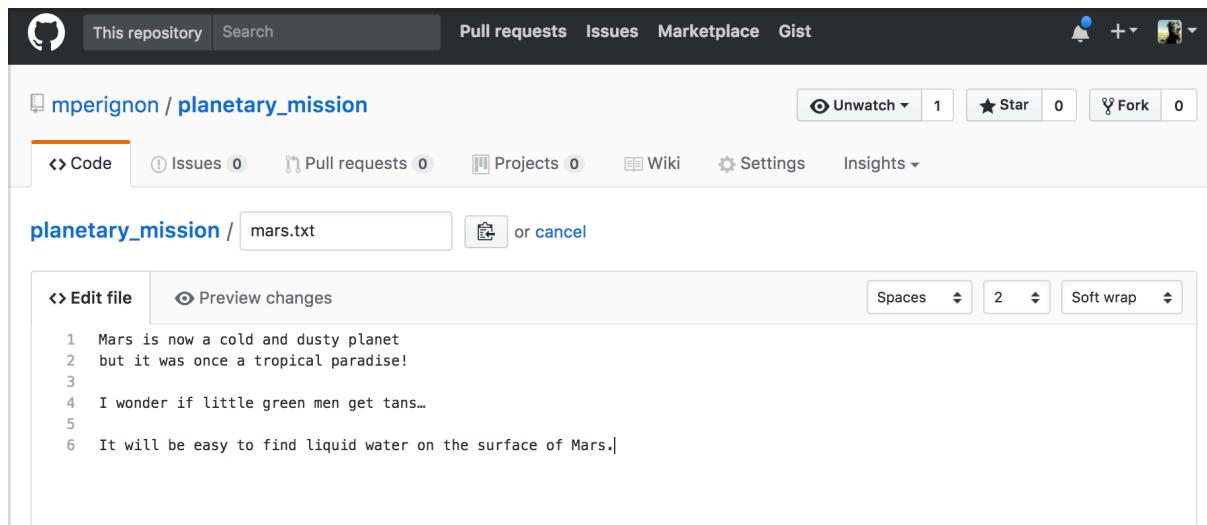 This repository Search Pull requests Issues Marketplace Gist
mperignon / planetary_mission Unwatch 1 Star 0 Fork 0
Code Issues 0 Pull requests 0 Projects 0 Wiki Settings Insights
planetary_mission / mars.txt or cancel
<> Edit file Preview changes Spaces 2 Soft wrap
1 Mars is now a cold and dusty planet
2 but it was once a tropical paradise!
3
4 I wonder if little green men get tans…
5
6 It will be easy to find liquid water on the surface of Mars.